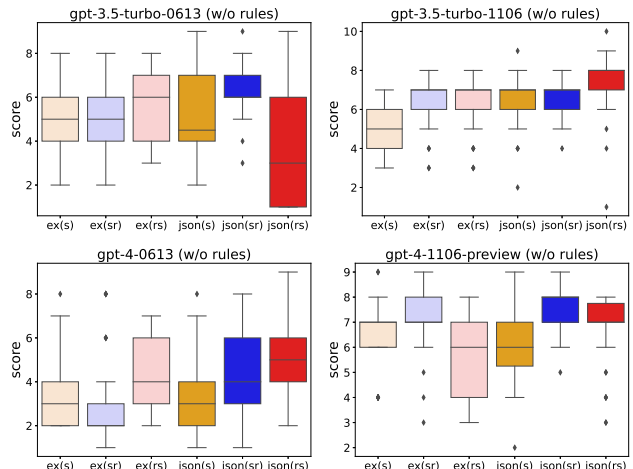 gpt-3.5-turbo-0613 (w/o rules)
score
8
6
4
2
ex(s) ex(sr) ex(rs) json(s) json(sr) json(rs)
gpt-3.5-turbo-1106 (w/o rules)
score
10
8
6
4
2
ex(s) ex(sr) ex(rs) json(s) json(sr) json(rs)
gpt-4-0613 (w/o rules)
score
8
6
4
2
ex(s) ex(sr) ex(rs) json(s) json(sr) json(rs)
gpt-4-1106-preview (w/o rules)
score
9
8
7
6
5
4
3
2
ex(s) ex(sr) ex(rs) json(s) json(sr) json(rs)